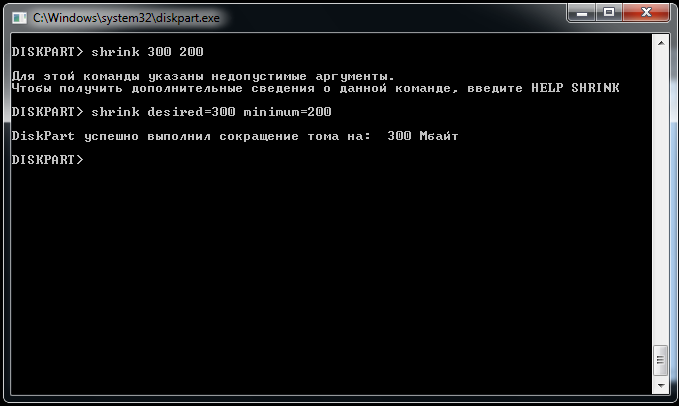 C:\Windows\system32\diskpart.exe
DISKPART> shrink 300 200
Для этой команды указаны недопустимые аргументы.
Чтобы получить дополнительные сведения о данной команде, введите HELP SHRINK
DISKPART> shrink desired=300 minimum=200
DiskPart успешно выполнил сокращение тома на:  300 Мбайт
DISKPART>